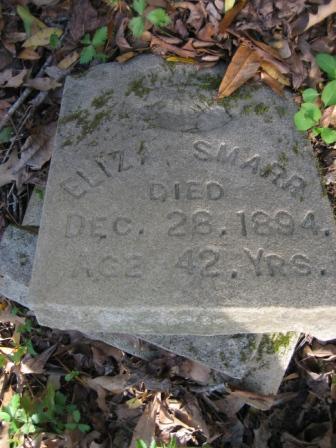 ELIZA SMARR
DIED
DEC. 28. 1894.
AGE 42. YRS.